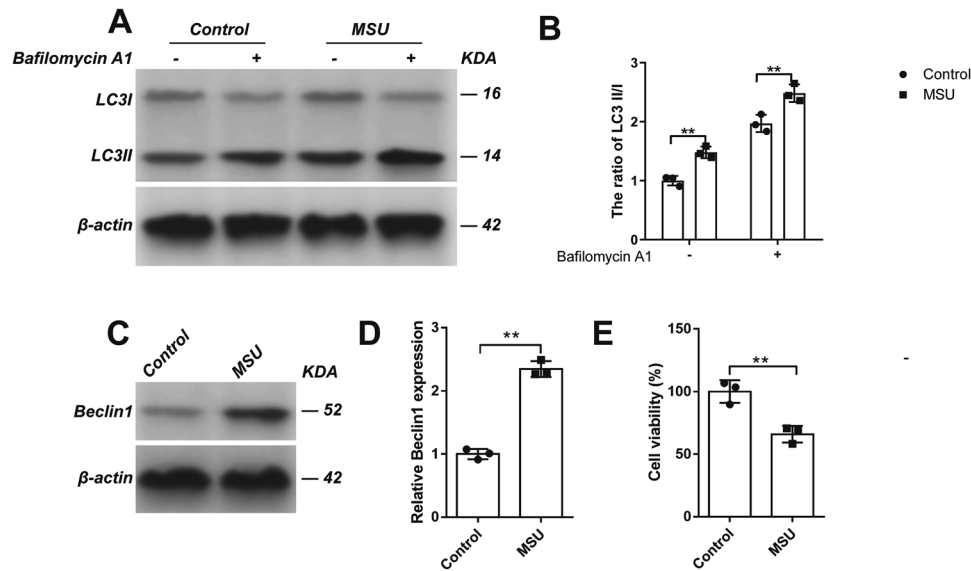 A
Control MSU
Bafilomycin A1 - + - + KDA
LC3I — 16
LC3II — 14
β-actin — 42
B
The ratio of LC3 II/I
3
2
1
0
** **
Bafilomycin A1 - +
Control
MSU
C
Control MSU KDA
Beclin1 — 52
β-actin — 42
D
Relative Beclin1 expression
3
2
1
0
**
Control MSU
E
Cell viability (%)
150
100
50
0
**
Control MSU
-